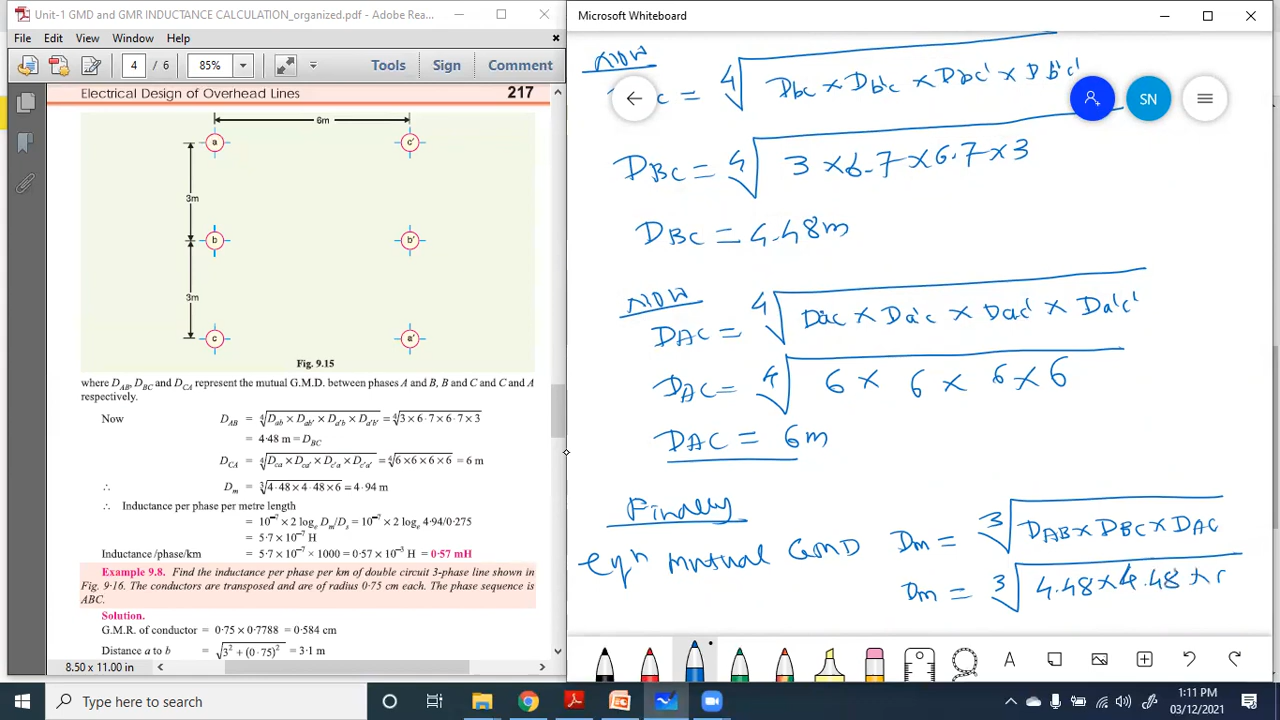 Unit-1 GMD and GMR INDUCTANCE CALCULATION_organized.pdf - Adobe Rea...
File Edit View Window Help
4 / 6 85% Tools Sign Comment
Electrical Design of Overhead Lines 217
6m
a c'
3m
b b'
3m
c a'
Fig. 9.15
where D_AB, D_BC and D_CA represent the mutual G.M.D. between phases A and B, B and C and C and A
respectively.
Now D_AB = ∜(D_ab × D_ab' × D_a'b × D_a'b') = ∜(3 × 6·7 × 6·7 × 3)
= 4·48 m = D_BC
D_CA = ∜(D_ca × D_ca' × D_c'a × D_c'a') = ∜(6 × 6 × 6 × 6) = 6 m
∴ D_m = ∛(4·48 × 4·48 × 6) = 4·94 m
∴ Inductance per phase per metre length
= 10⁻⁷ × 2 log_e D_m/D_s = 10⁻⁷ × 2 log_e 4·94/0·275
= 5·7 × 10⁻⁷ H
Inductance /phase/km = 5·7 × 10⁻⁷ × 1000 = 0·57 × 10⁻³ H = 0·57 mH
Example 9.8. Find the inductance per phase per km of double circuit 3-phase line shown in
Fig. 9·16. The conductors are transposed and are of radius 0·75 cm each. The phase sequence is
ABC.
Solution.
G.M.R. of conductor = 0·75 × 0·7788 = 0·584 cm
Distance a to b = √(3² + (0·75)²) = 3·1 m
8.50 x 11.00 in
Microsoft Whiteboard
Now
= ∜(Dbc × Db'c × Dbc' × Db'c')
SN
DBC = ∜(3 × 6.7 × 6.7 × 3)
DBC = 4.48m
Now
DAC = ∜(Dac × Da'c × Dac' × Da'c')
DAC = ∜(6 × 6 × 6 × 6)
DAC = 6m
Finally
eqn mutual GMD Dm = ∛(DAB × DBC × DAC)
Dm = ∛(4.48 × 4.48 ×
A
Type here to search
1:11 PM
03/12/2021